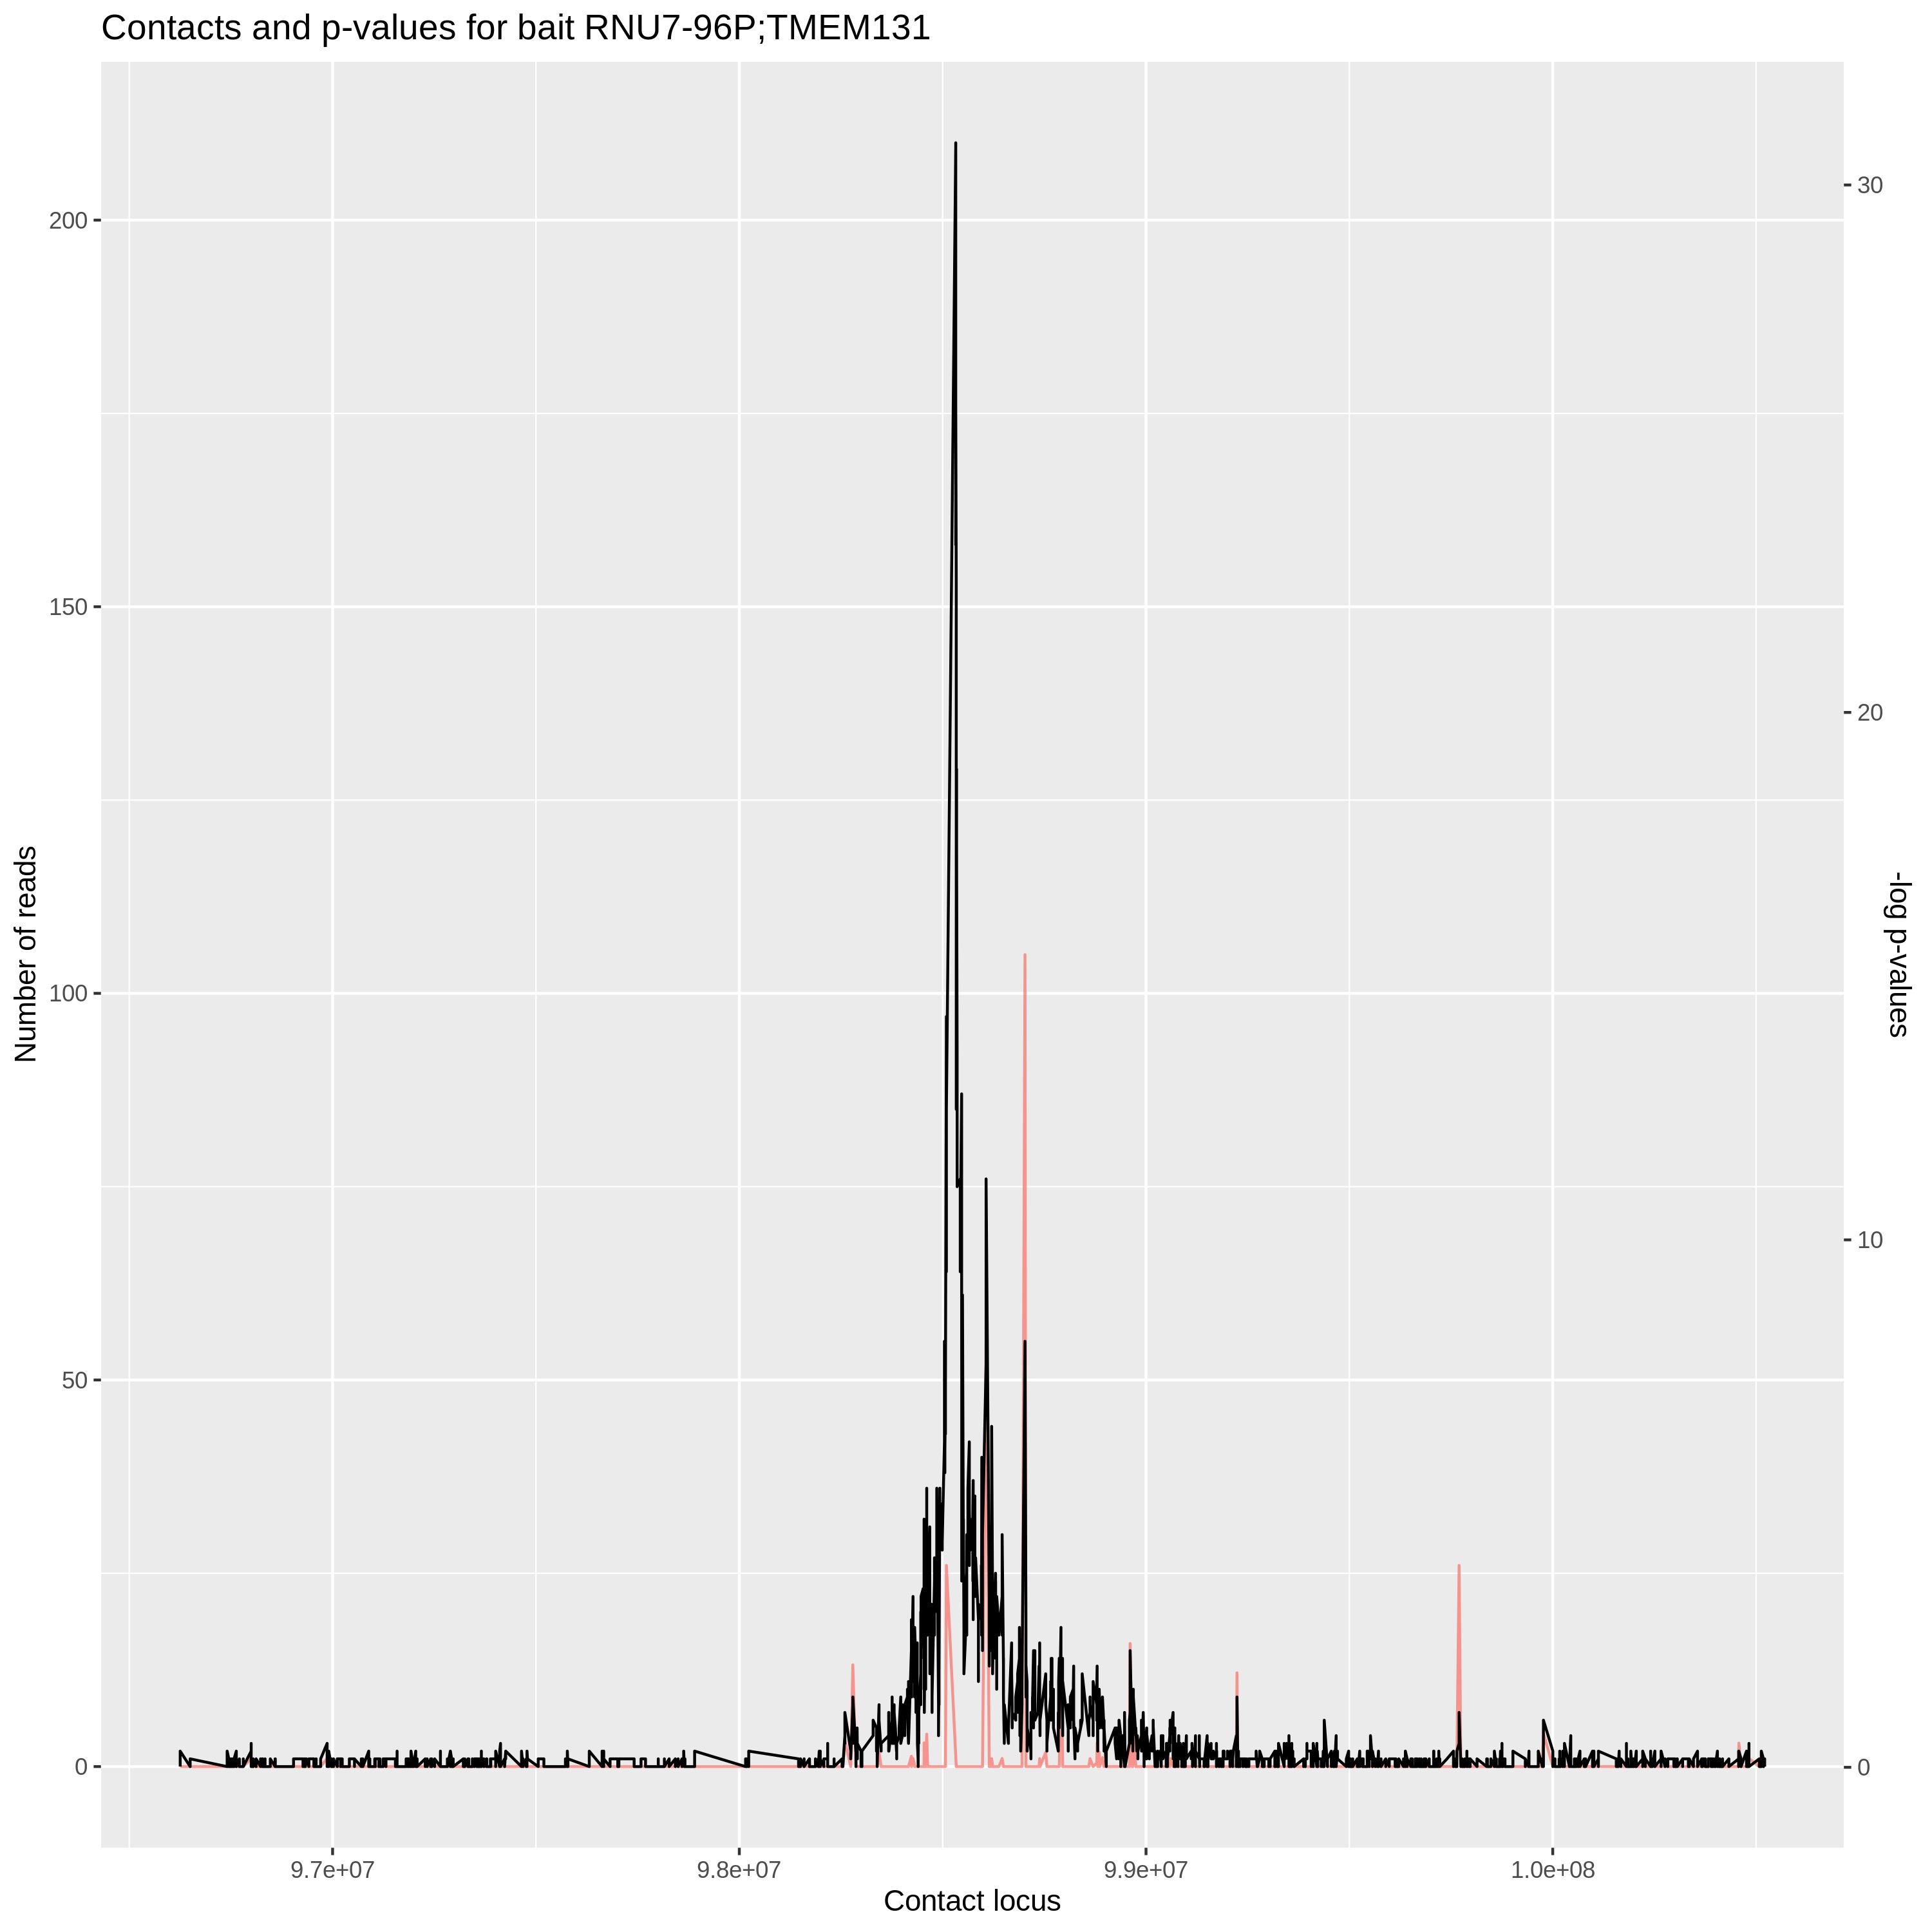 Contacts and p-values for bait RNU7-96P;TMEM131
200
150
100
50
0
Number of reads
30
20
10
0
-log p-values
9.7e+07
9.8e+07
9.9e+07
1.0e+08
Contact locus